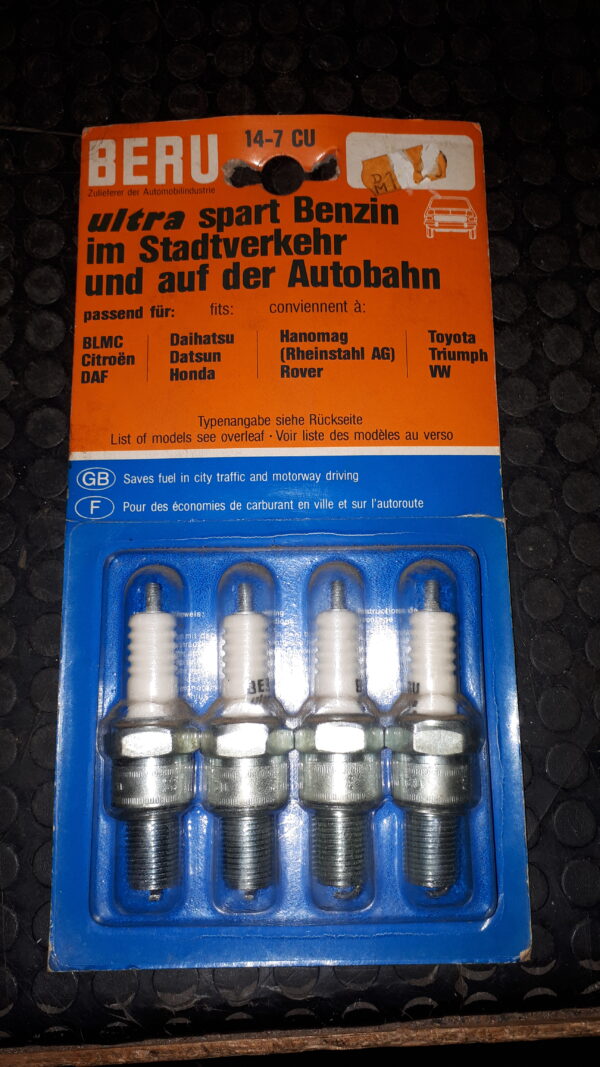 BERU
14-7 CU
Zulieferer der Automobilindustrie
DM1
ultra spart Benzin
im Stadtverkehr
und auf der Autobahn
passend für: fits: conviennent à:
BLMC
Citroën
DAF
Daihatsu
Datsun
Honda
Hanomag
(Rheinstahl AG)
Rover
Toyota
Triumph
VW
Typenangabe siehe Rückseite
List of models see overleaf · Voir liste des modèles au verso
GB Saves fuel in city traffic and motorway driving
F Pour des économies de carburant en ville et sur l'autoroute